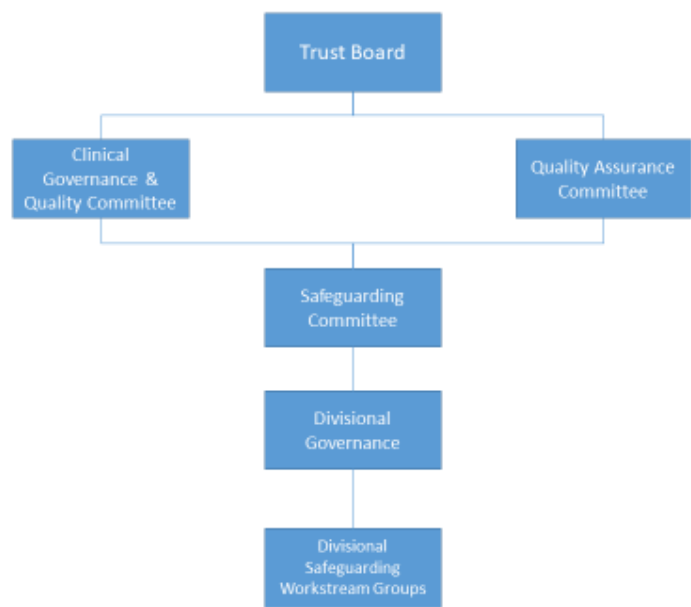 Trust Board
Clinical
Governance &
Quality Committee
Quality Assurance
Committee
Safeguarding
Committee
Divisional
Governance
Divisional
Safeguarding
Workstream Groups